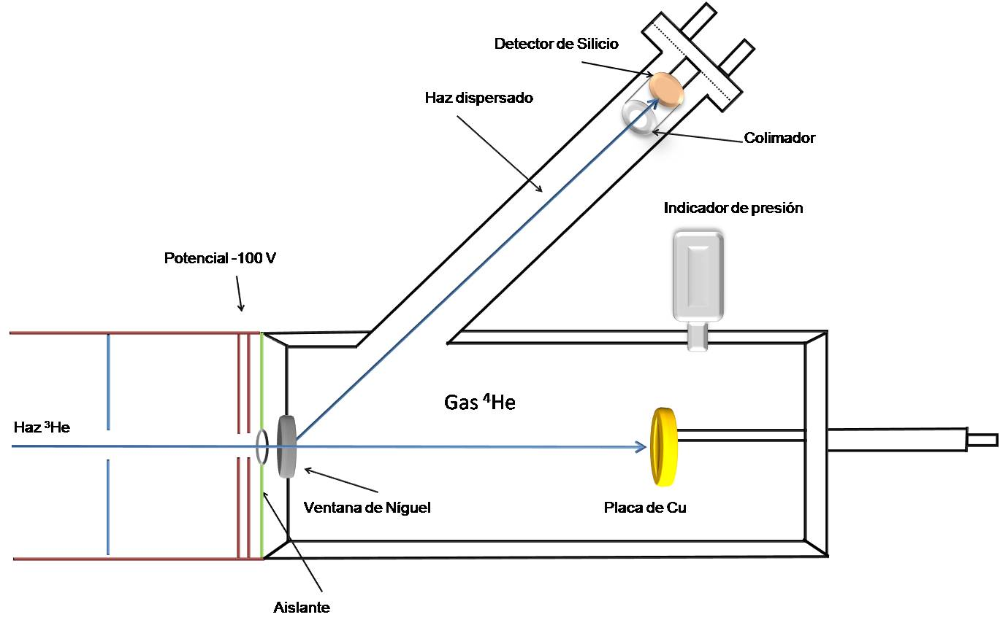 Detector de Silicio
Haz dispersado
Colimador
Indicador de presión
Potencial -100 V
Gas ⁴He
Haz ³He
Ventana de Níguel
Placa de Cu
Aislante